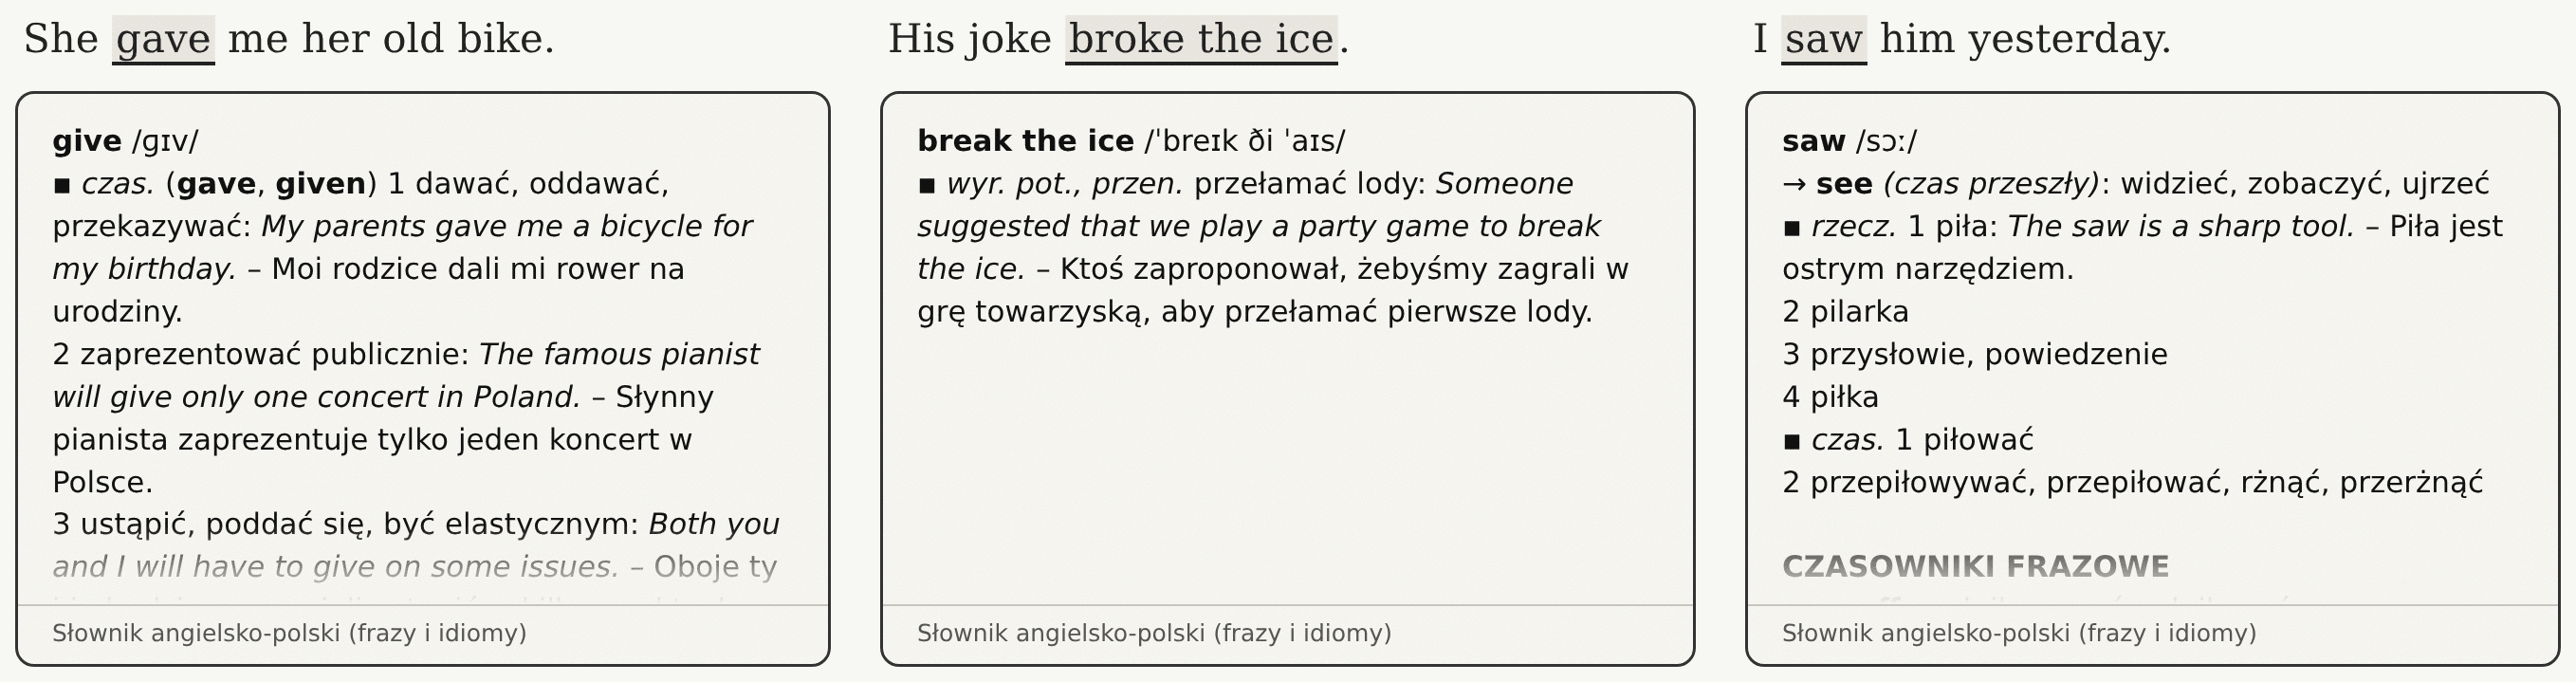 She gave me her old bike.
give /ɡɪv/
▪ czas. (gave, given) 1 dawać, oddawać,
przekazywać: My parents gave me a bicycle for
my birthday. – Moi rodzice dali mi rower na
urodziny.
2 zaprezentować publicznie: The famous pianist
will give only one concert in Poland. – Słynny
pianista zaprezentuje tylko jeden koncert w
Polsce.
3 ustąpić, poddać się, być elastycznym: Both you
and I will have to give on some issues. – Oboje ty
Słownik angielsko-polski (frazy i idiomy)
His joke broke the ice.
break the ice /ˈbreɪk ði ˈaɪs/
▪ wyr. pot., przen. przełamać lody: Someone
suggested that we play a party game to break
the ice. – Ktoś zaproponował, żebyśmy zagrali w
grę towarzyską, aby przełamać pierwsze lody.
Słownik angielsko-polski (frazy i idiomy)
I saw him yesterday.
saw /sɔː/
→ see (czas przeszły): widzieć, zobaczyć, ujrzeć
▪ rzecz. 1 piła: The saw is a sharp tool. – Piła jest
ostrym narzędziem.
2 pilarka
3 przysłowie, powiedzenie
4 piłka
▪ czas. 1 piłować
2 przepiłowywać, przepiłować, rżnąć, przerżnąć
CZASOWNIKI FRAZOWE
Słownik angielsko-polski (frazy i idiomy)